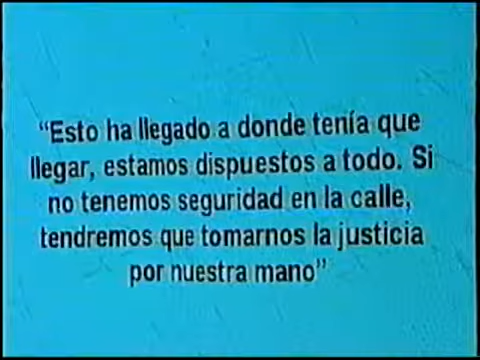 “Esto ha llegado a donde tenía que
llegar, estamos dispuestos a todo. Si
no tenemos seguridad en la calle,
tendremos que tomarnos la justicia
por nuestra mano”